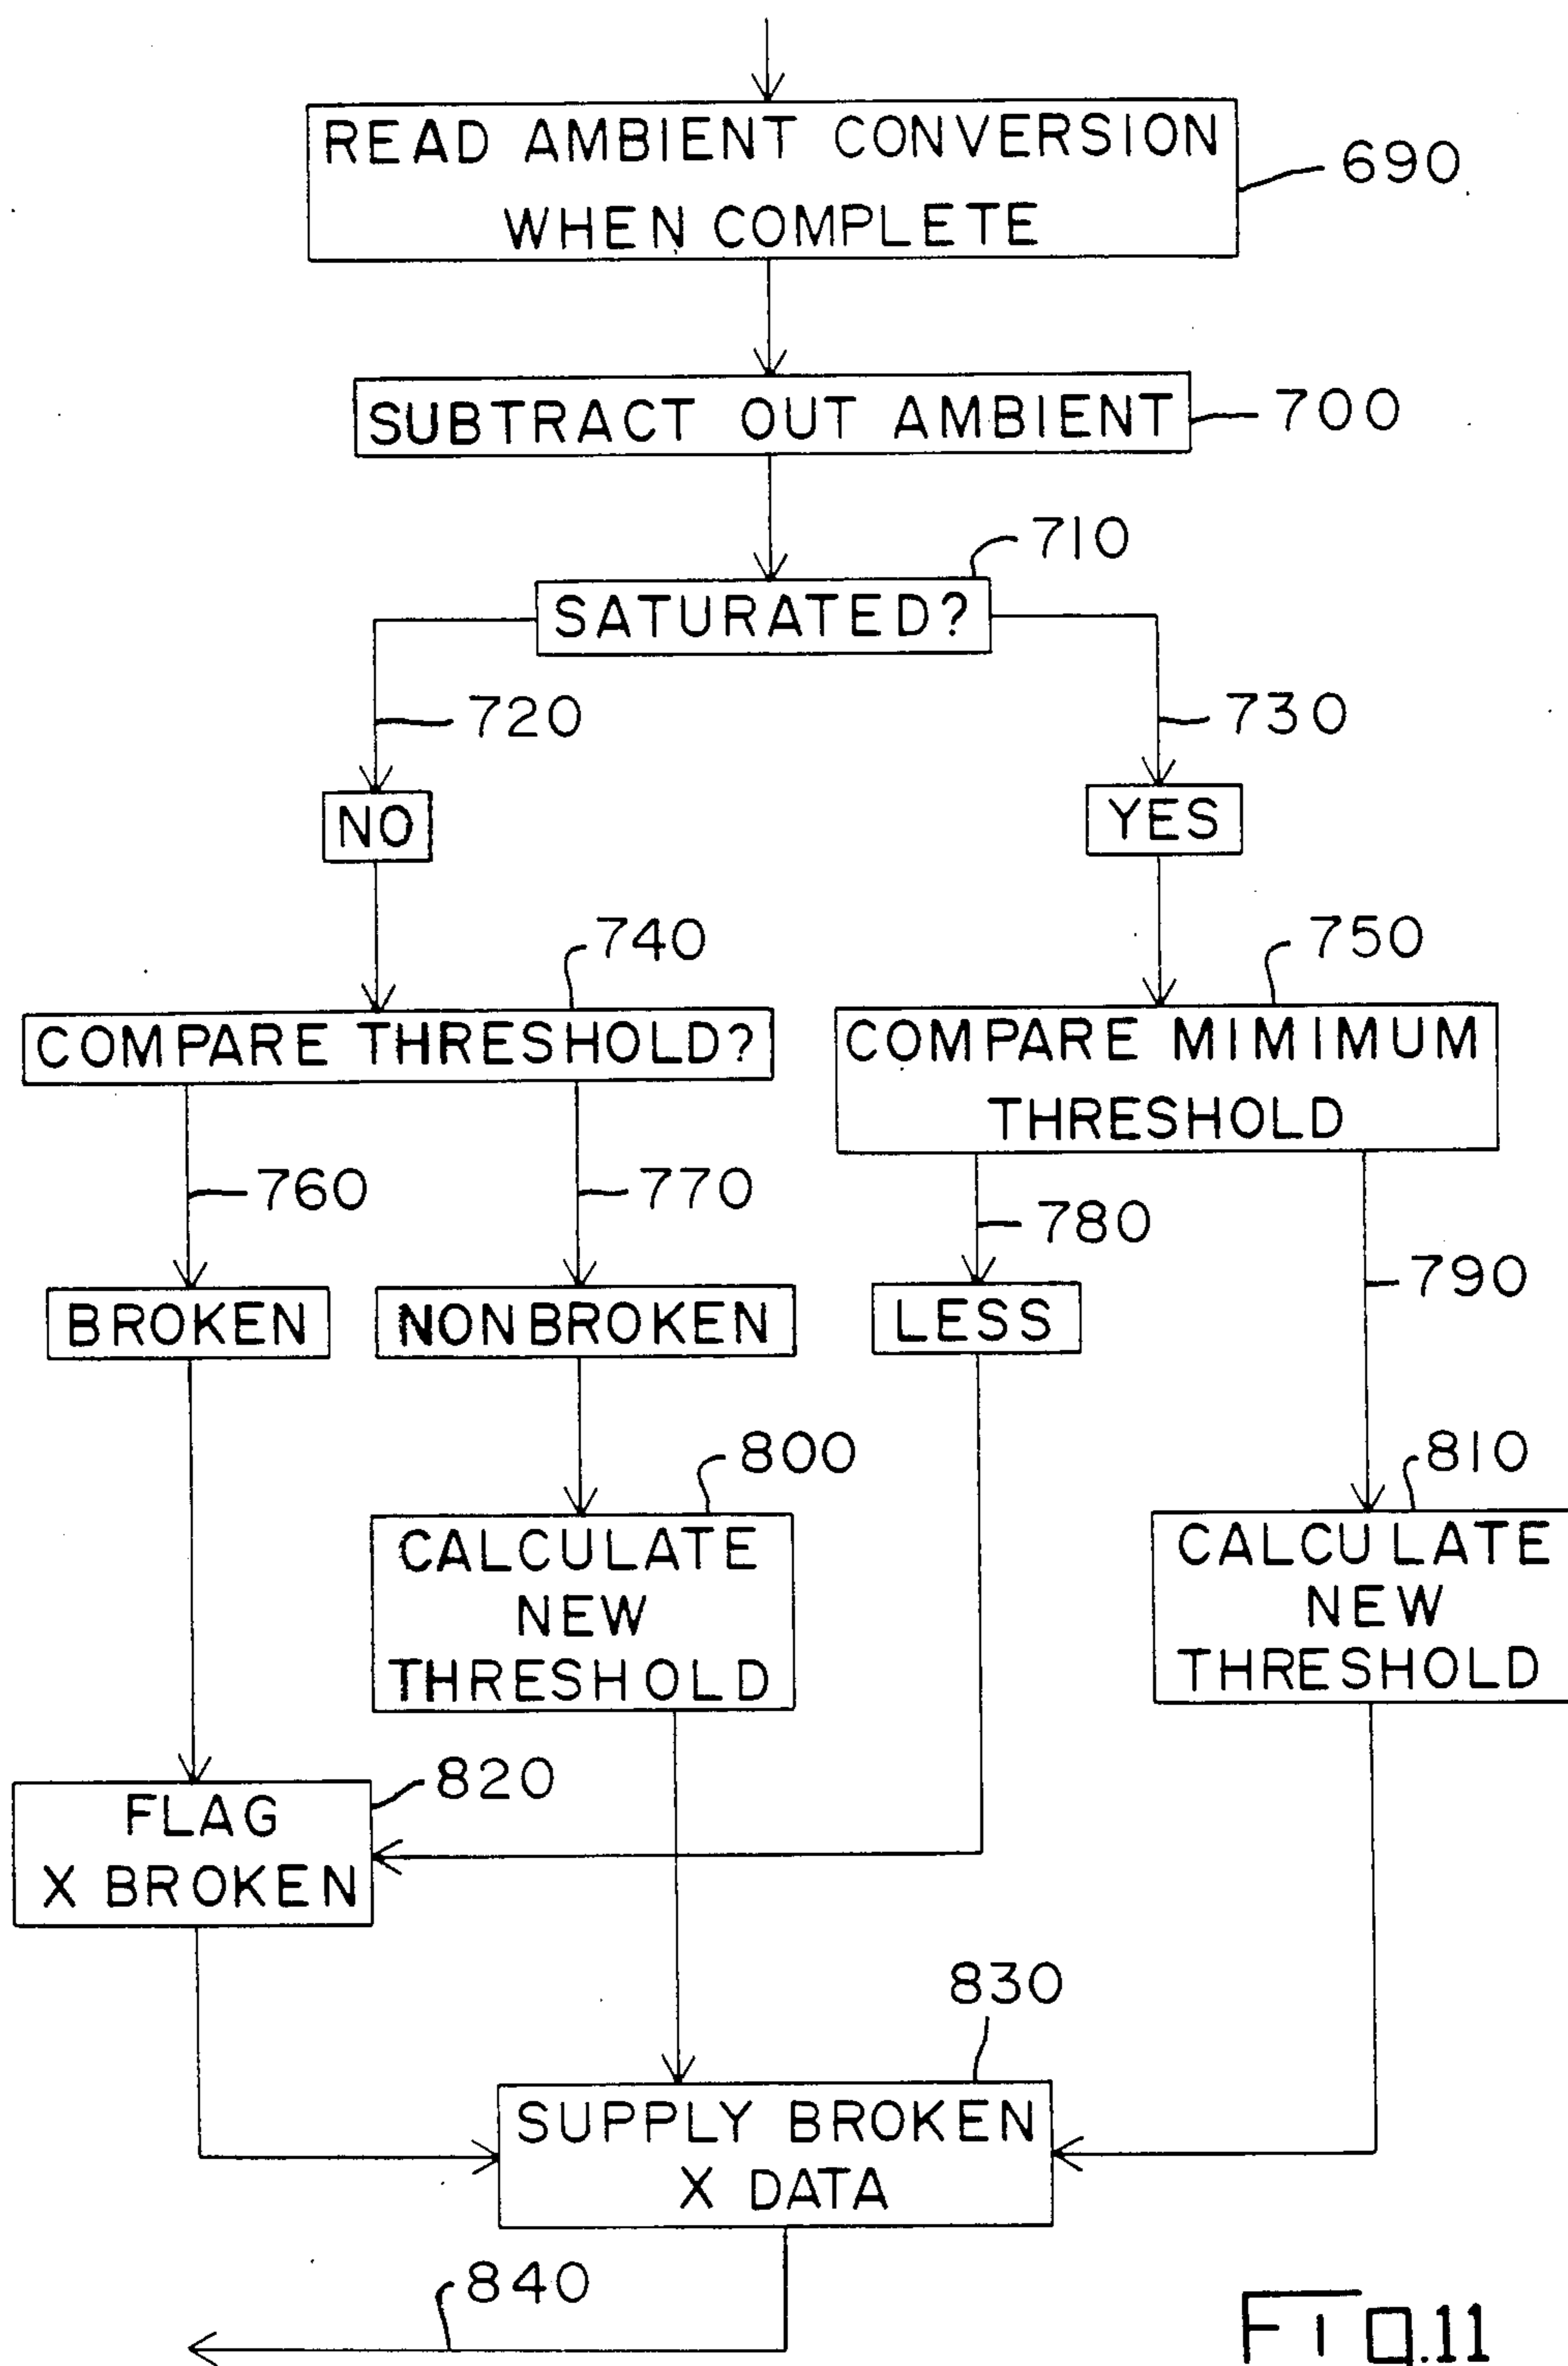 READ AMBIENT CONVERSION
WHEN COMPLETE
690
SUBTRACT OUT AMBIENT
700
710
SATURATED?
720
730
NO
YES
740
750
COMPARE THRESHOLD?
COMPARE MIMIMUM
THRESHOLD
760
770
780
790
BROKEN
NONBROKEN
LESS
800
810
CALCULATE
NEW
THRESHOLD
CALCULATE
NEW
THRESHOLD
820
FLAG
X BROKEN
830
SUPPLY BROKEN
X DATA
840
Fig.11